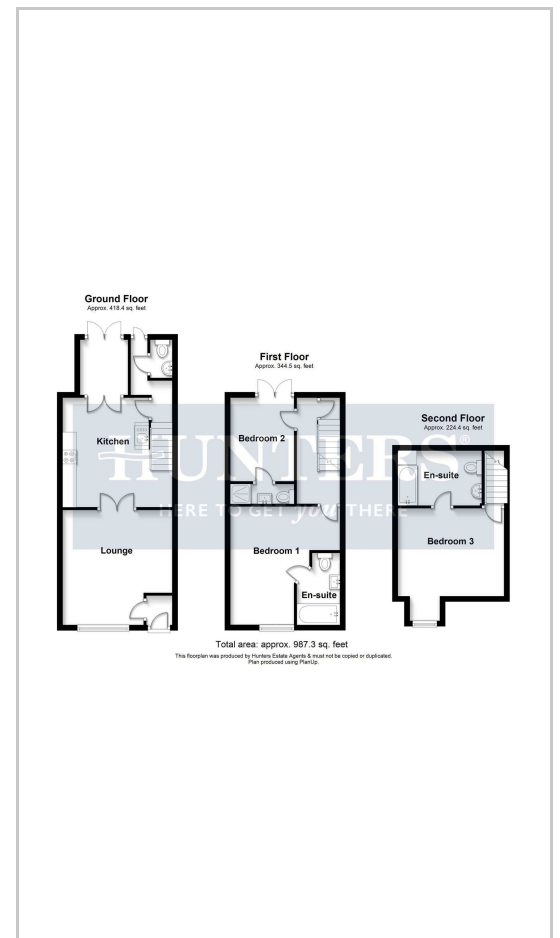 Ground Floor
Approx. 418.4 sq. feet
Kitchen
Lounge
First Floor
Approx. 344.5 sq. feet
Bedroom 2
Bedroom 1
En-suite
Second Floor
Approx. 224.4 sq. feet
En-suite
Bedroom 3
HUNTERS®
HERE TO GET you THERE
Total area: approx. 987.3 sq. feet
This floorplan was produced by Hunters Estate Agents & must not be copied or duplicated.
Plan produced using PlanUp.